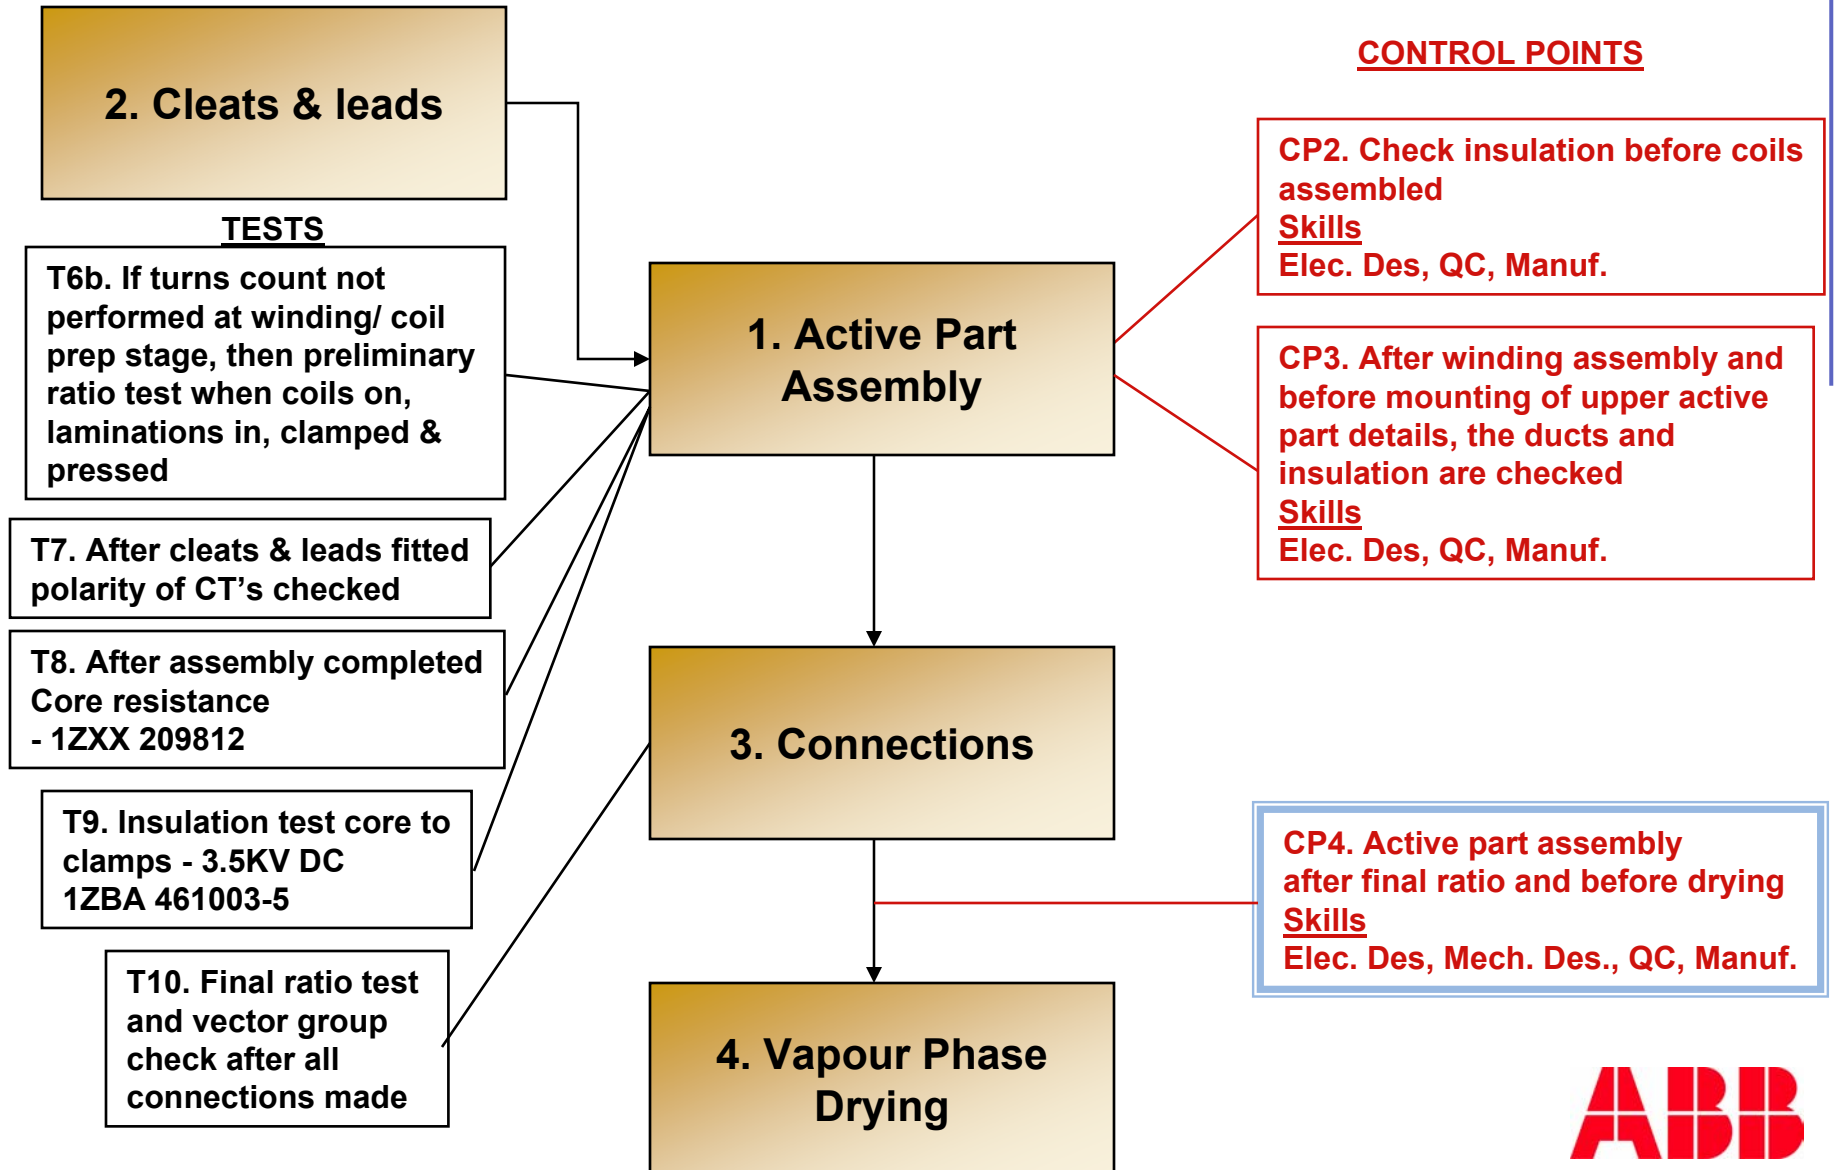 2. Cleats & leads
TESTS
T6b. If turns count not
performed at winding/ coil
prep stage, then preliminary
ratio test when coils on,
laminations in, clamped &
pressed
T7. After cleats & leads fitted
polarity of CT’s checked
T8. After assembly completed
Core resistance
- 1ZXX 209812
T9. Insulation test core to
clamps - 3.5KV DC
1ZBA 461003-5
T10. Final ratio test
and vector group
check after all
connections made
1. Active Part
Assembly
3. Connections
4. Vapour Phase
Drying
CONTROL POINTS
CP2. Check insulation before coils
assembled
Skills
Elec. Des, QC, Manuf.
CP3. After winding assembly and
before mounting of upper active
part details, the ducts and
insulation are checked
Skills
Elec. Des, QC, Manuf.
CP4. Active part assembly
after final ratio and before drying
Skills
Elec. Des, Mech. Des., QC, Manuf.
ABB